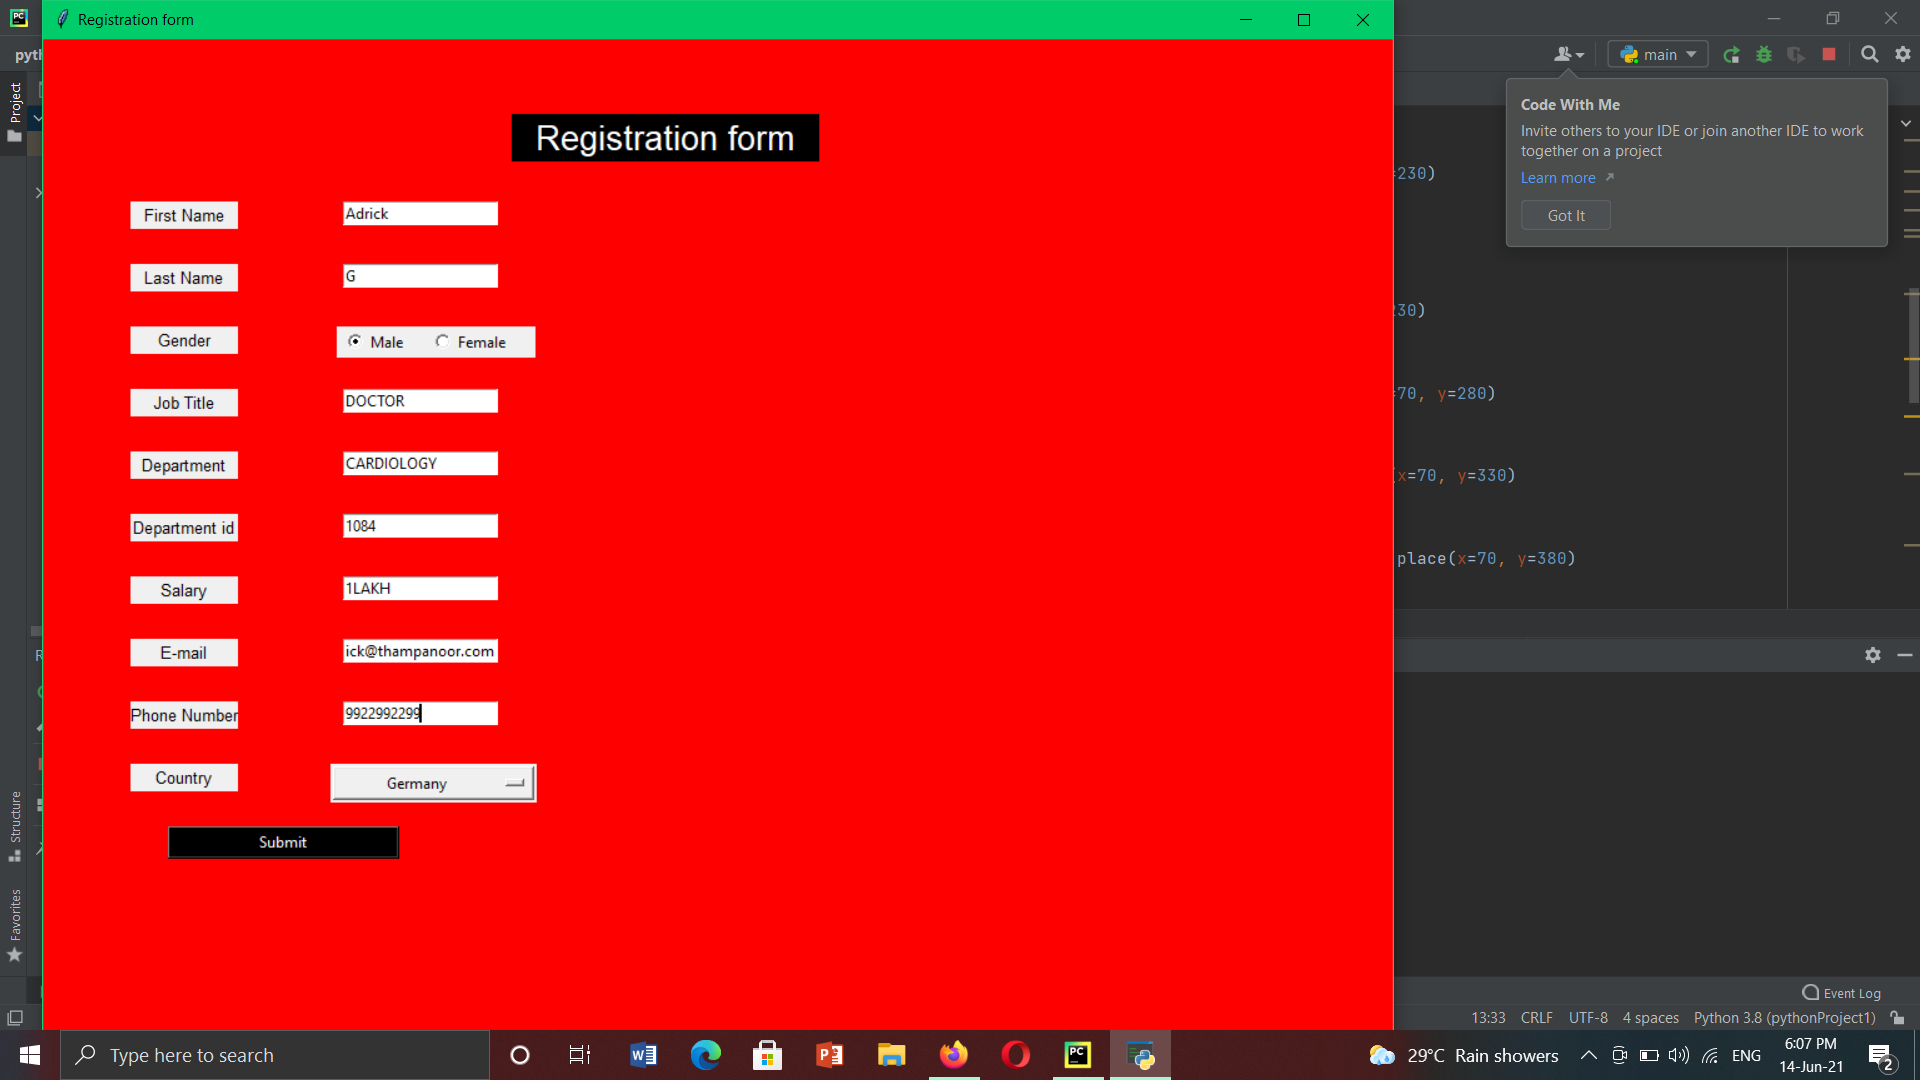 Registration form
pyth
main
Project
Code With Me
Invite others to your IDE or join another IDE to work
together on a project
Learn more
Got It
Registration form
=230)
First Name
Adrick
Last Name
G
30)
Gender
Male
Female
=70, y=280)
Job Title
DOCTOR
Department
CARDIOLOGY
(x=70, y=330)
Department id
1084
place(x=70, y=380)
Salary
1LAKH
E-mail
ick@thampanoor.com
Phone Number
9922992299
Country
Germany
Submit
Structure
Favorites
Event Log
13:33 CRLF UTF-8 4 spaces Python 3.8 (pythonProject1)
Type here to search
29°C Rain showers
ENG
6:07 PM
14-Jun-21
2